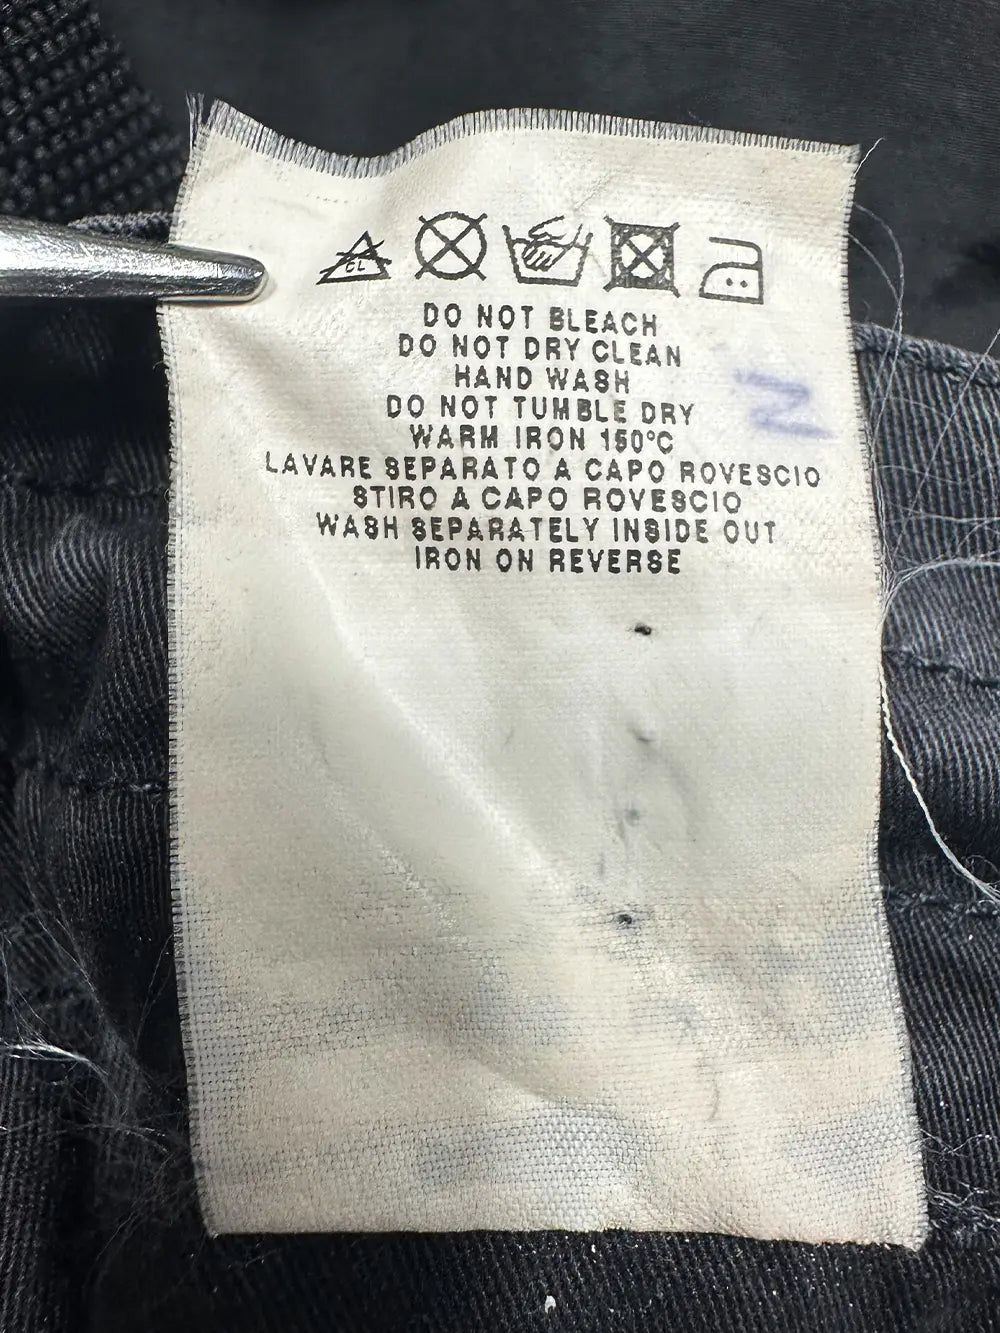 CL
DO NOT BLEACH
DO NOT DRY CLEAN
HAND WASH
DO NOT TUMBLE DRY
WARM IRON 150°C
LAVARE SEPARATO A CAPO ROVESCIO
STIRO A CAPO ROVESCIO
WASH SEPARATELY INSIDE OUT
IRON ON REVERSE